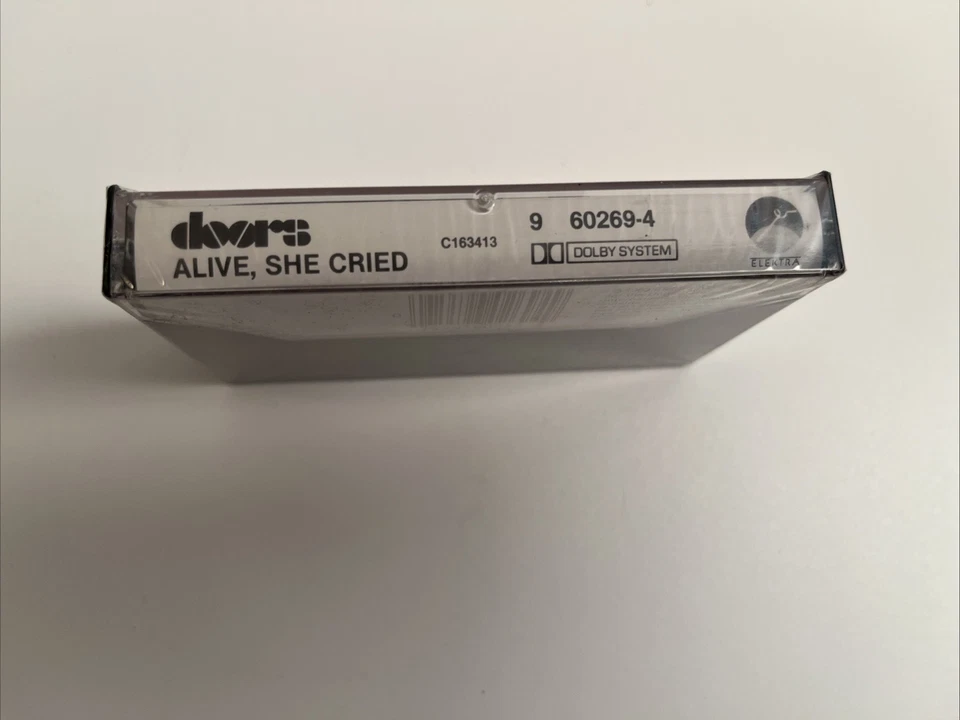 doors
ALIVE, SHE CRIED
C163413
9 60269-4
DOLBY SYSTEM
ELEKTRA